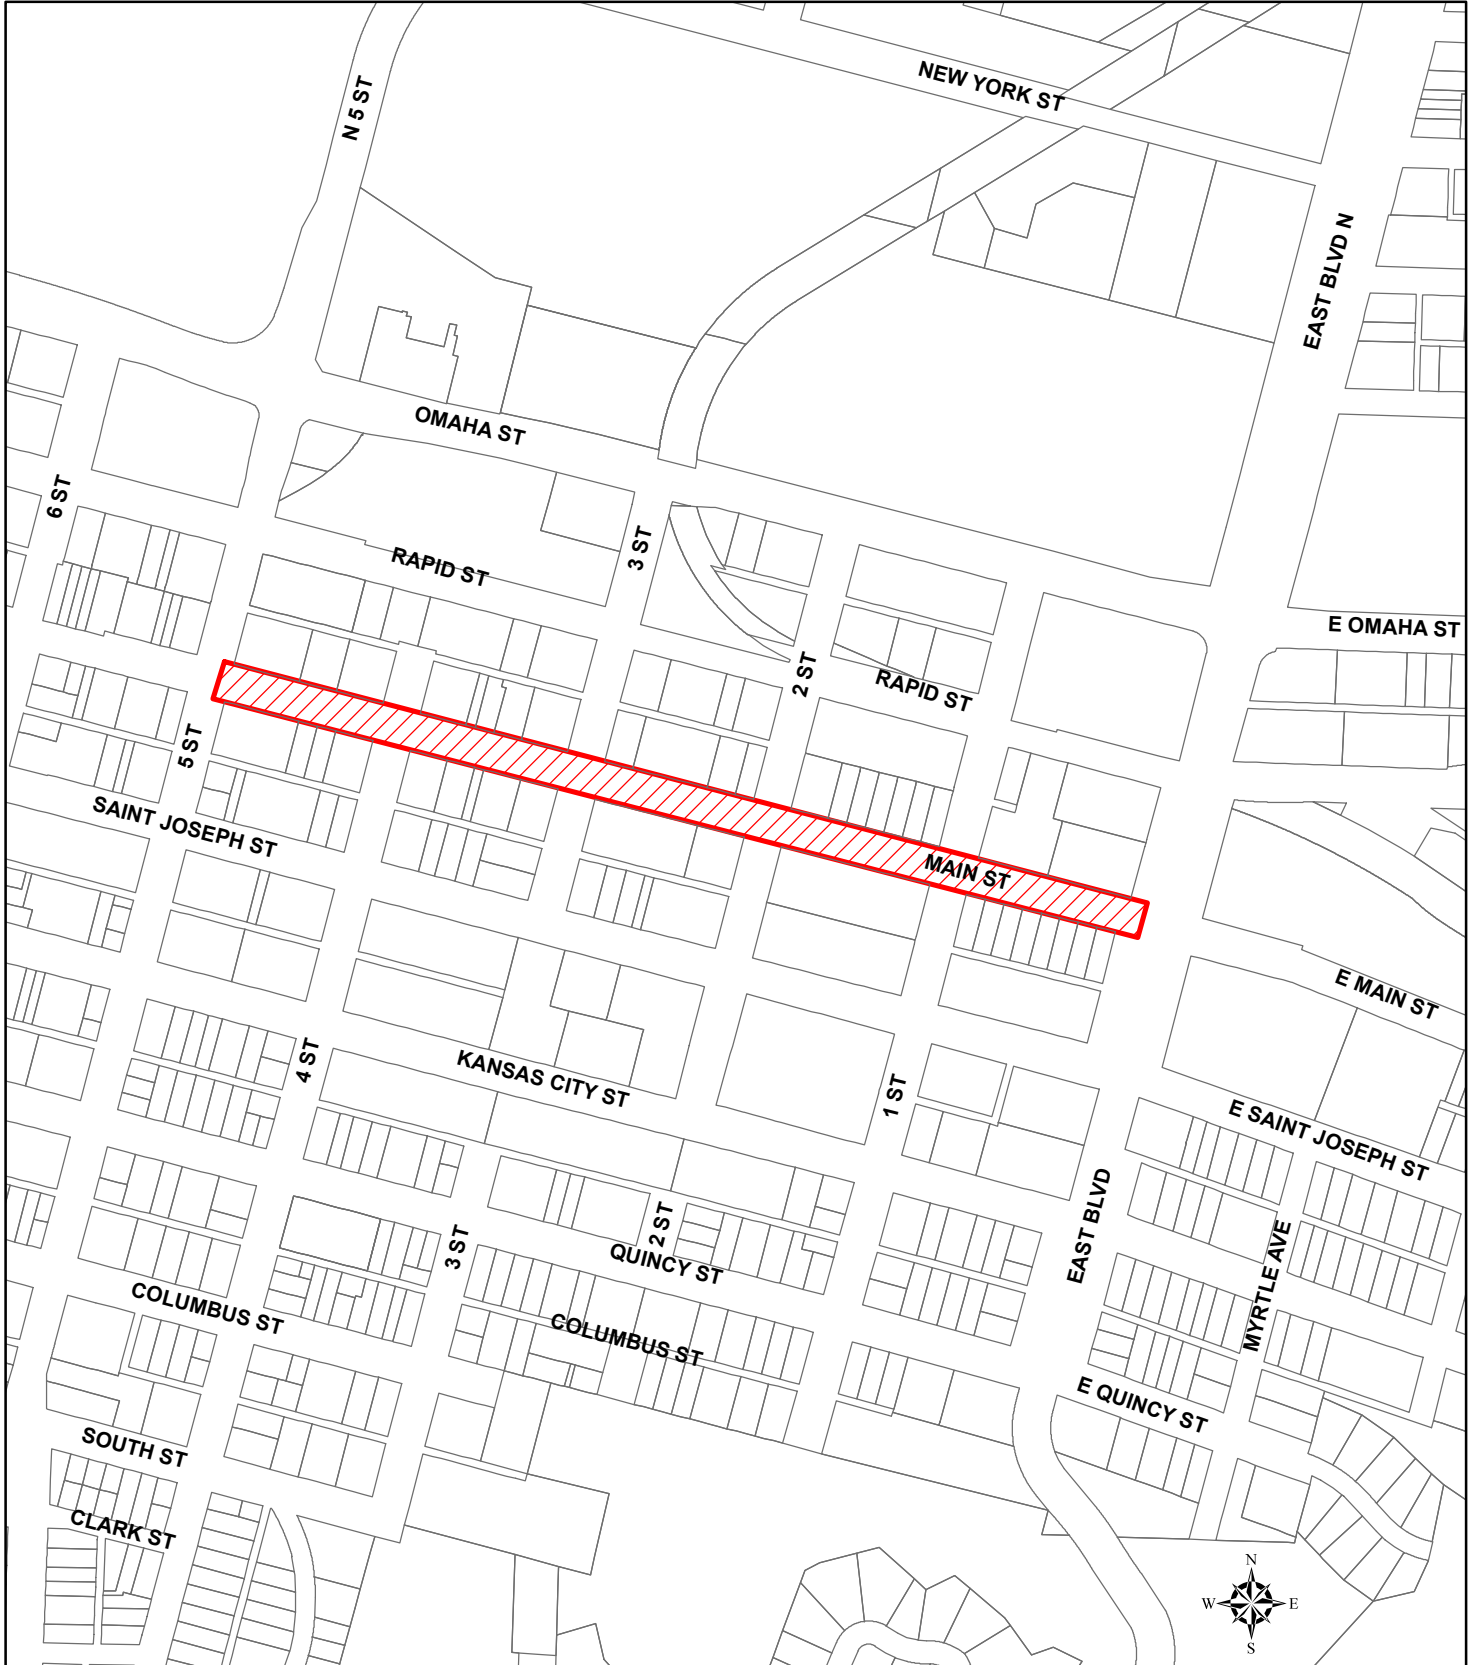 NEW YORK ST
N 5 ST
EAST BLVD N
OMAHA ST
6 ST
3 ST
RAPID ST
E OMAHA ST
2 ST
RAPID ST
5 ST
SAINT JOSEPH ST
MAIN ST
E MAIN ST
4 ST
KANSAS CITY ST
1 ST
E SAINT JOSEPH ST
EAST BLVD
2 ST
3 ST
QUINCY ST
MYRTLE AVE
COLUMBUS ST
COLUMBUS ST
E QUINCY ST
SOUTH ST
CLARK ST
N
W E
S